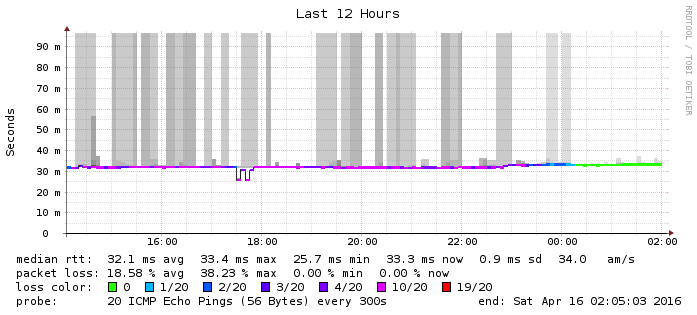 Last 12 Hours
RRDTOOL / TOBI OETIKER
Seconds
90 m
80 m
70 m
60 m
50 m
40 m
30 m
20 m
10 m
0
16:00 18:00 20:00 22:00 00:00 02:00
median rtt: 32.1 ms avg 33.4 ms max 25.7 ms min 33.3 ms now 0.9 ms sd 34.0 am/s
packet loss: 18.58 % avg 38.23 % max 0.00 % min 0.00 % now
loss color: 0 1/20 2/20 3/20 4/20 10/20 19/20
probe: 20 ICMP Echo Pings (56 Bytes) every 300s end: Sat Apr 16 02:05:03 2016